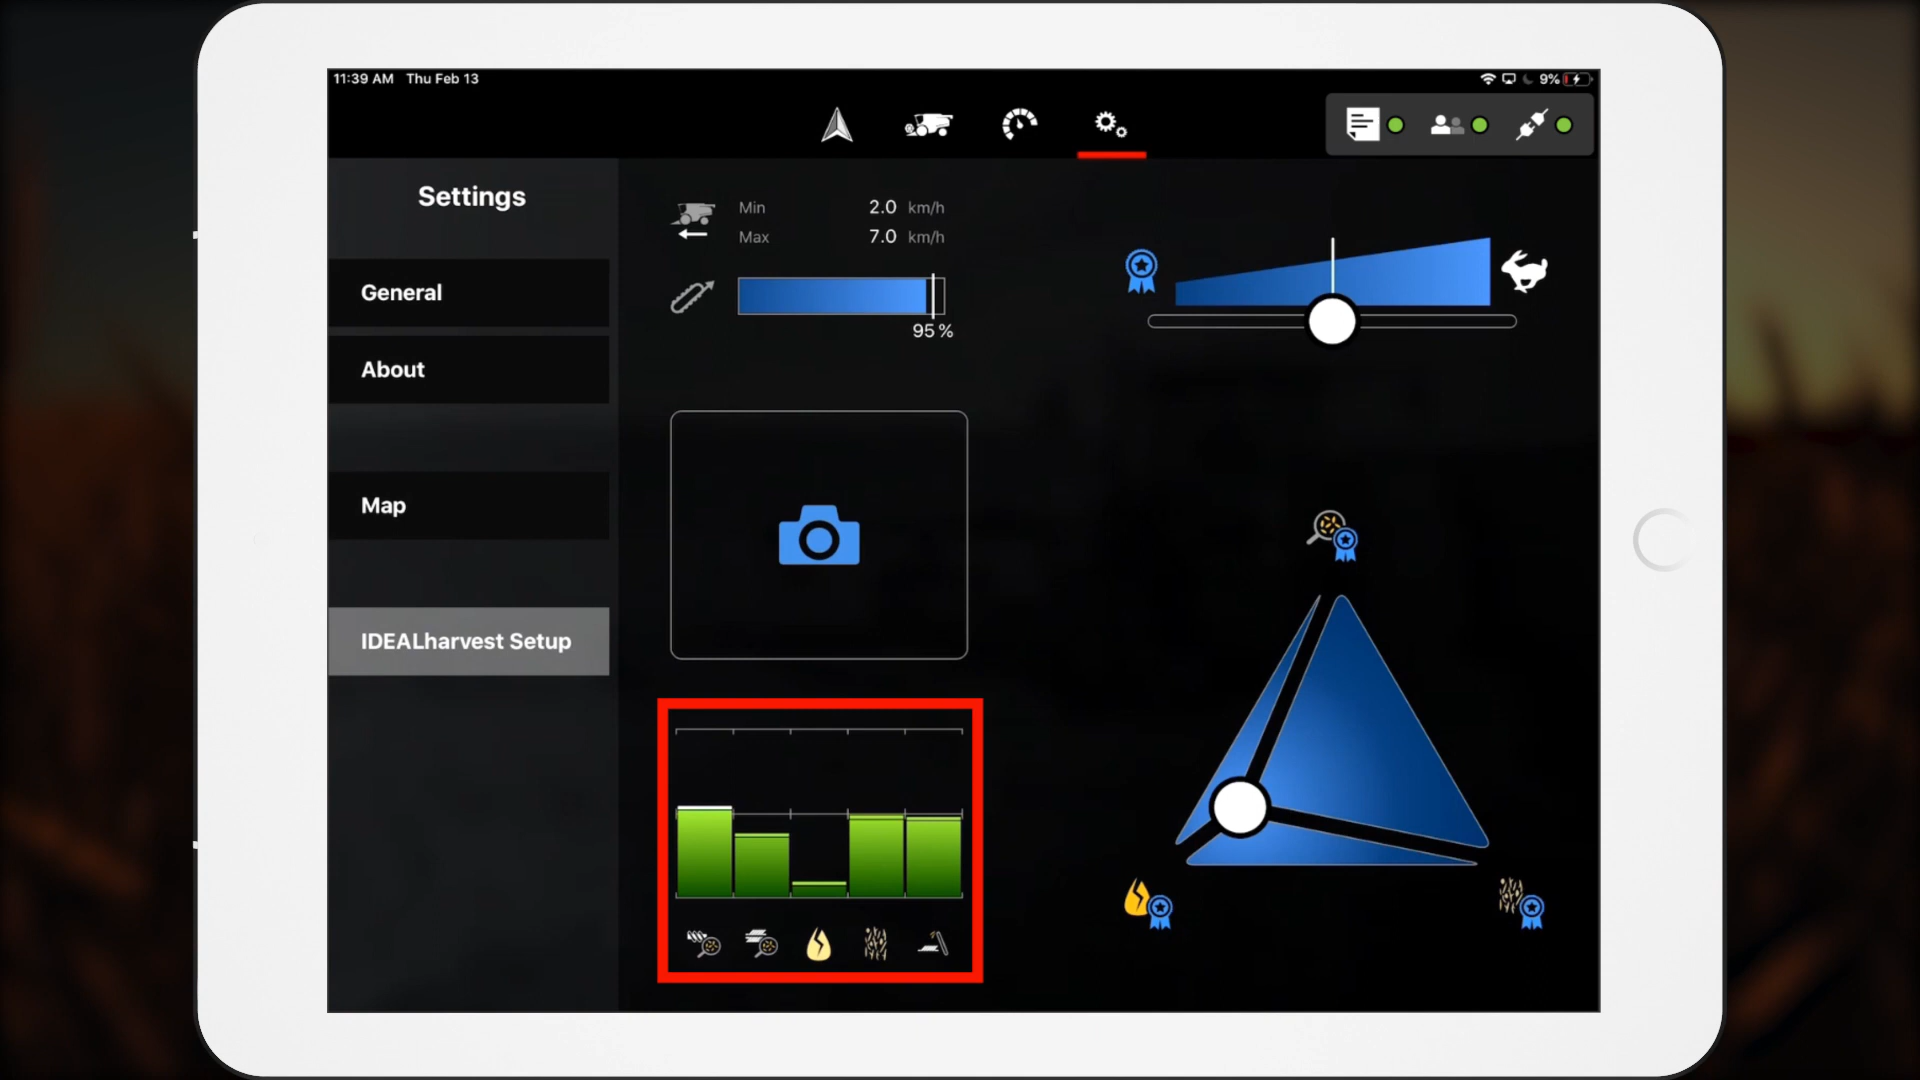 11:39 AM Thu Feb 13
9%
Settings
General
About
Map
IDEALharvest Setup
Min 2.0 km/h
Max 7.0 km/h
95 %